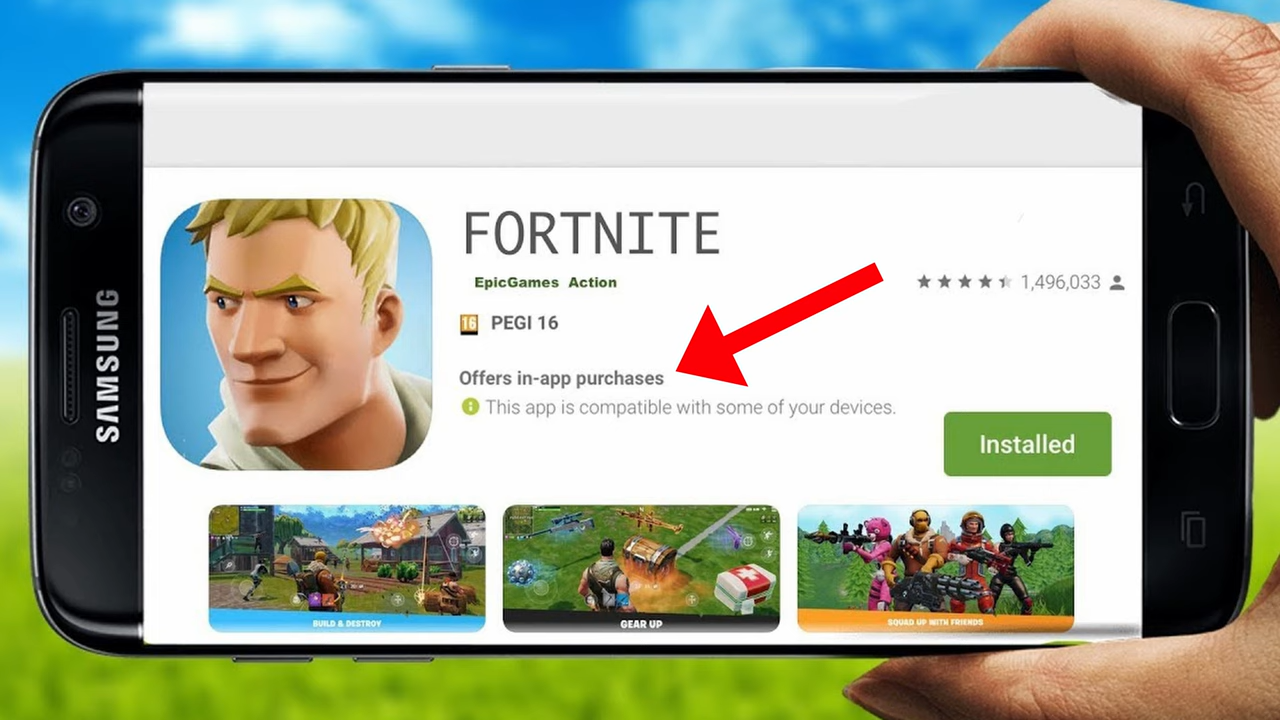 SAMSUNG
FORTNITE
EpicGames Action
1,496,033
16 PEGI 16
Offers in-app purchases
This app is compatible with some of your devices.
Installed
BUILD & DESTROY
GEAR UP
SQUAD UP WITH FRIENDS